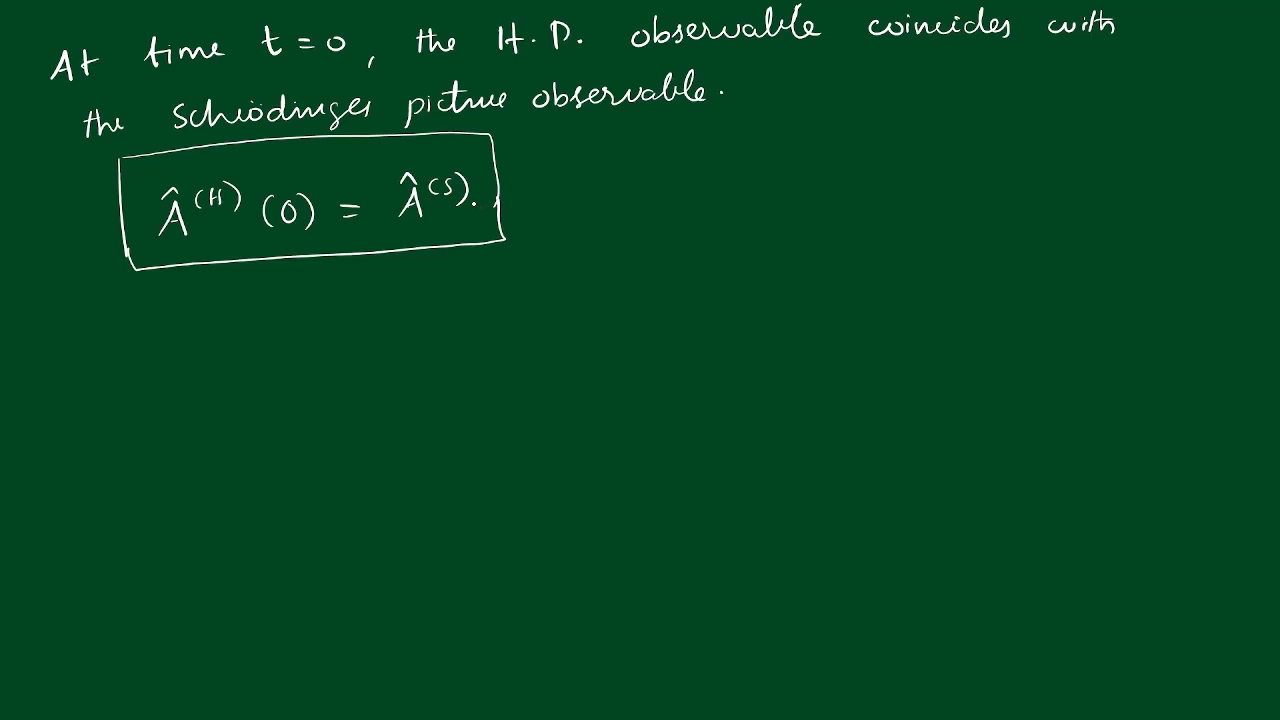 At time t = 0, the H.P. observable coincides with
the Schrödinger picture observable.
Â^(H) (0) = Â^(S).